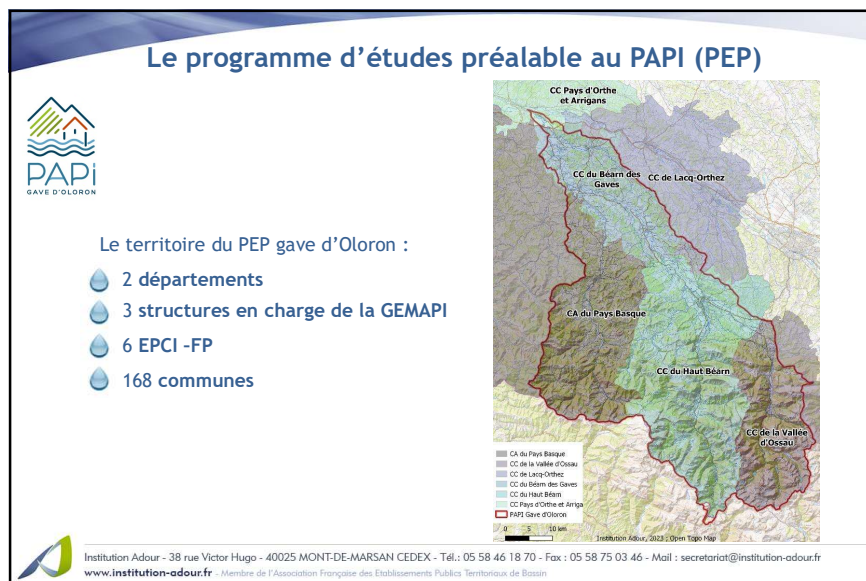 Le programme d'études préalable au PAPI (PEP)
PAPi
GAVE D'OLORON
Le territoire du PEP gave d'Oloron :
2 départements
3 structures en charge de la GEMAPI
6 EPCI -FP
168 communes
CC Pays d'Orthe
et Arrigans
CC du Béarn des
Gaves
CC de Lacq-Orthez
CA du Pays Basque
CC du Haut Béarn
CC de la Vallée
d'Ossau
CA du Pays Basque
CC de la Vallée d'Ossau
CC de Lacq-Orthez
CC du Béarn des Gaves
CC du Haut Béarn
CC Pays d'Orthe et Arriga
PAPI Gave d'Oloron
0 5 10 km
Institution Adour, 2023 ; Open Topo Map
Institution Adour - 38 rue Victor Hugo - 40025 MONT-DE-MARSAN CEDEX - Tél.: 05 58 46 18 70 - Fax : 05 58 75 03 46 - Mail : secretariat@institution-adour.fr
www.institution-adour.fr - Membre de l'Association Française des Etablissements Publics Territoriaux de Bassin